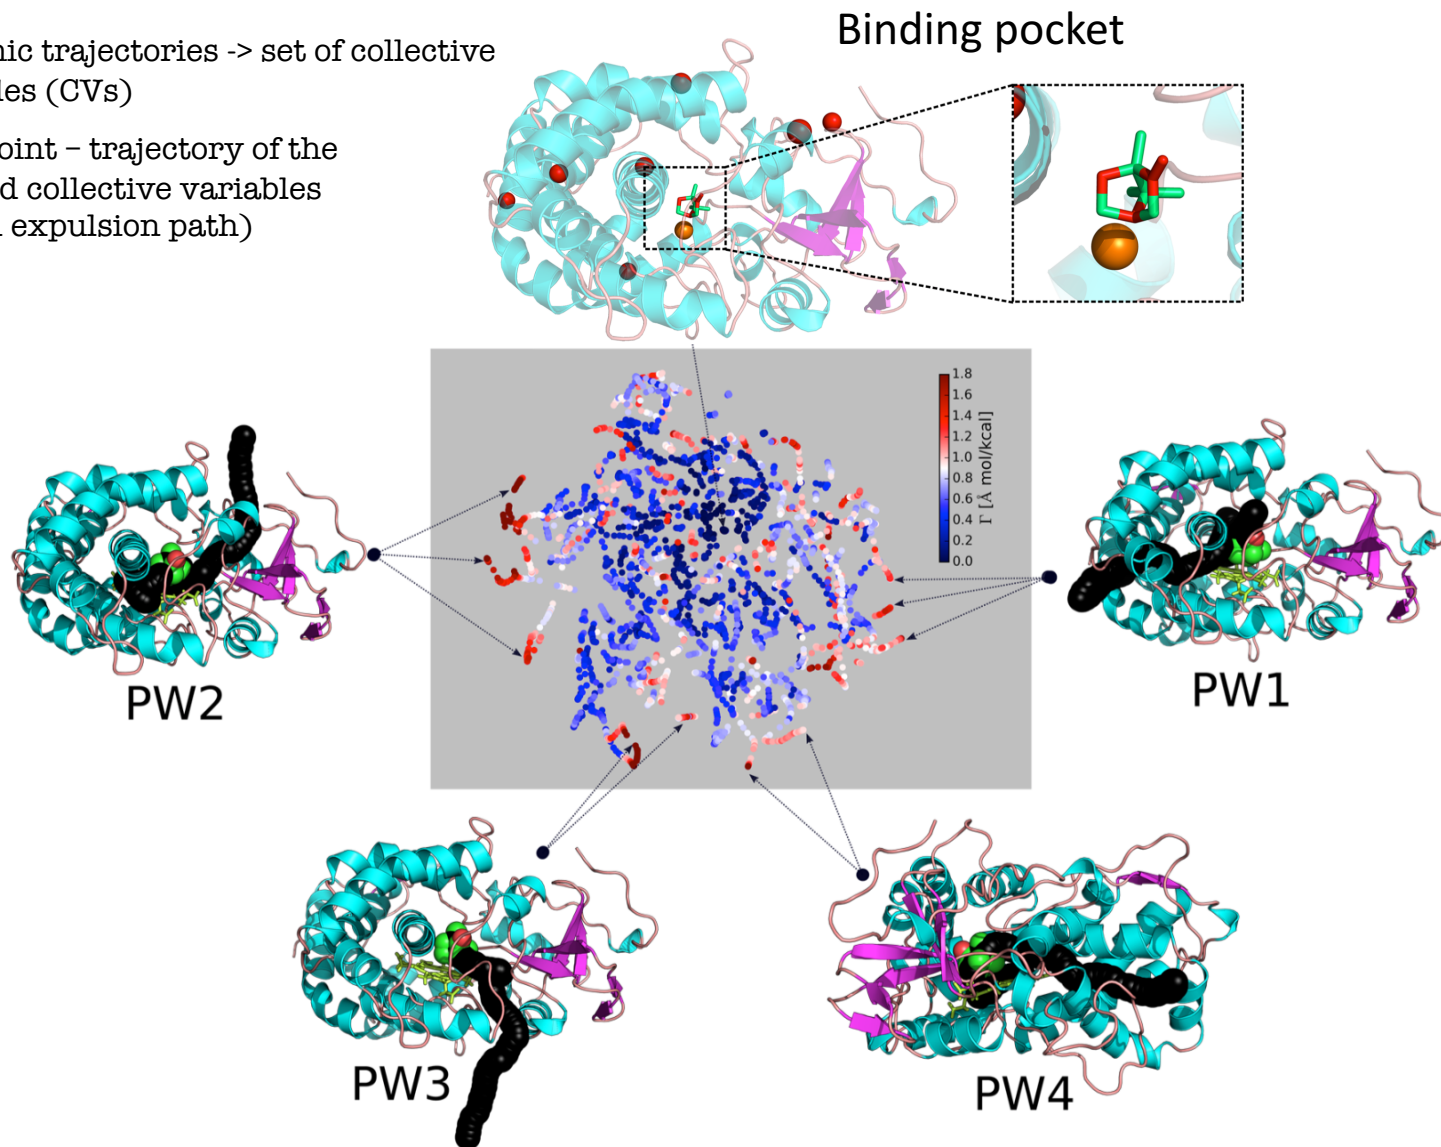 Binding pocket
nic trajectories -> set of collective
les (CVs)
oint – trajectory of the
d collective variables
expulsion path)
1.8
1.6
1.4
1.2
1.0
0.8
0.6
0.4
0.2
0.0
Γ [Å mol/kcal]
PW2
PW1
PW3
PW4